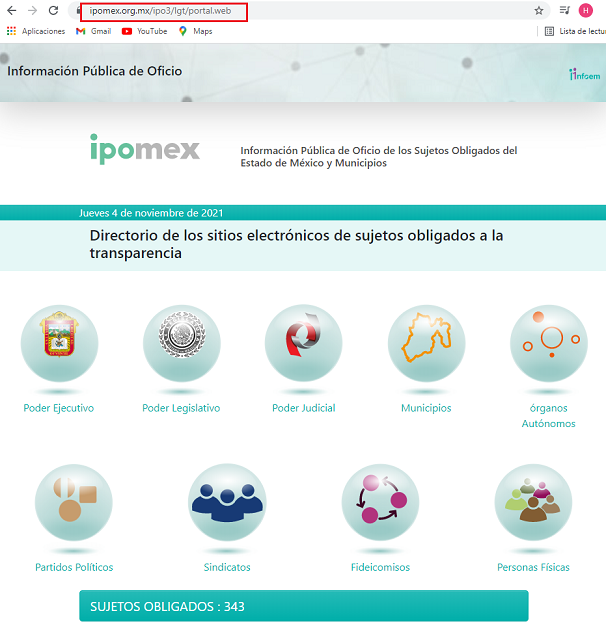 ipomex.org.mx/ipo3/lgt/portal.web
H
Aplicaciones Gmail YouTube Maps Lista de lectu
Información Pública de Oficio
infoem
ipomex
Información Pública de Oficio de los Sujetos Obligados del
Estado de México y Municipios
Jueves 4 de noviembre de 2021
Directorio de los sitios electrónicos de sujetos obligados a la
transparencia
Poder Ejecutivo Poder Legislativo Poder Judicial Municipios órganos
Autónomos
Partidos Políticos Sindicatos Fideicomisos Personas Físicas
SUJETOS OBLIGADOS : 343